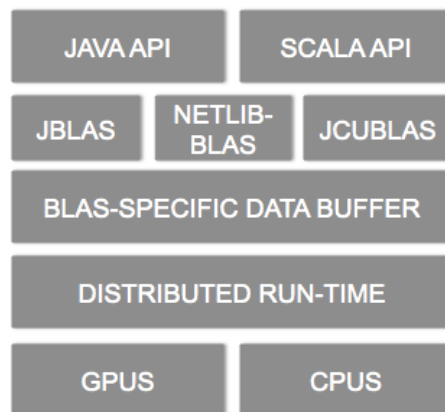 JAVA API
SCALA API
JBLAS
NETLIB-
BLAS
JCUBLAS
BLAS-SPECIFIC DATA BUFFER
DISTRIBUTED RUN-TIME
GPUS
CPUS